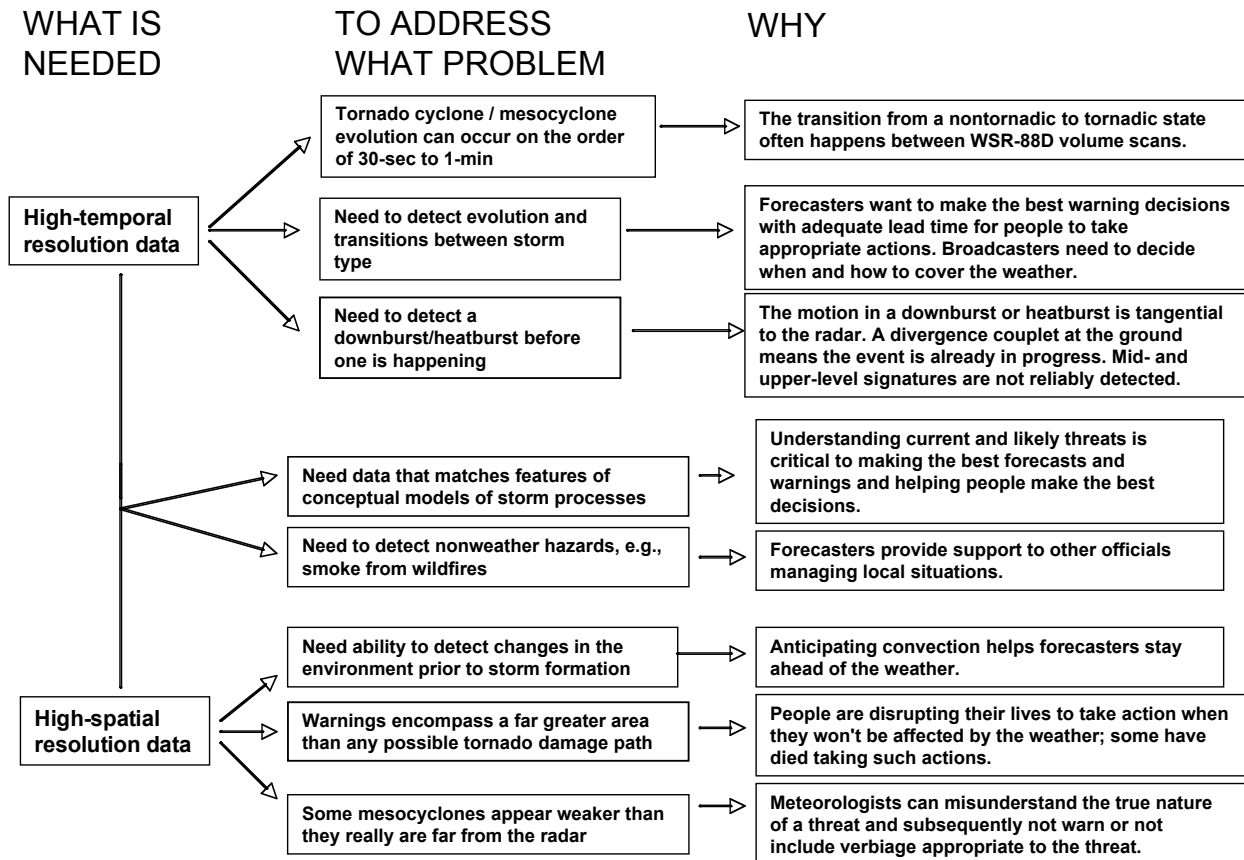 WHAT IS
NEEDED
TO ADDRESS
WHAT PROBLEM
WHY
High-temporal
resolution data
Tornado cyclone / mesocyclone
evolution can occur on the order
of 30-sec to 1-min
The transition from a nontornadic to tornadic state
often happens between WSR-88D volume scans.
Need to detect evolution and
transitions between storm
type
Forecasters want to make the best warning decisions
with adequate lead time for people to take
appropriate actions. Broadcasters need to decide
when and how to cover the weather.
Need to detect a
downburst/heatburst before
one is happening
The motion in a downburst or heatburst is tangential
to the radar. A divergence couplet at the ground
means the event is already in progress. Mid- and
upper-level signatures are not reliably detected.
Need data that matches features of
conceptual models of storm processes
Understanding current and likely threats is
critical to making the best forecasts and
warnings and helping people make the best
decisions.
Need to detect nonweather hazards, e.g.,
smoke from wildfires
Forecasters provide support to other officials
managing local situations.
High-spatial
resolution data
Need ability to detect changes in the
environment prior to storm formation
Anticipating convection helps forecasters stay
ahead of the weather.
Warnings encompass a far greater area
than any possible tornado damage path
People are disrupting their lives to take action when
they won't be affected by the weather; some have
died taking such actions.
Some mesocyclones appear weaker than
they really are far from the radar
Meteorologists can misunderstand the true nature
of a threat and subsequently not warn or not
include verbiage appropriate to the threat.